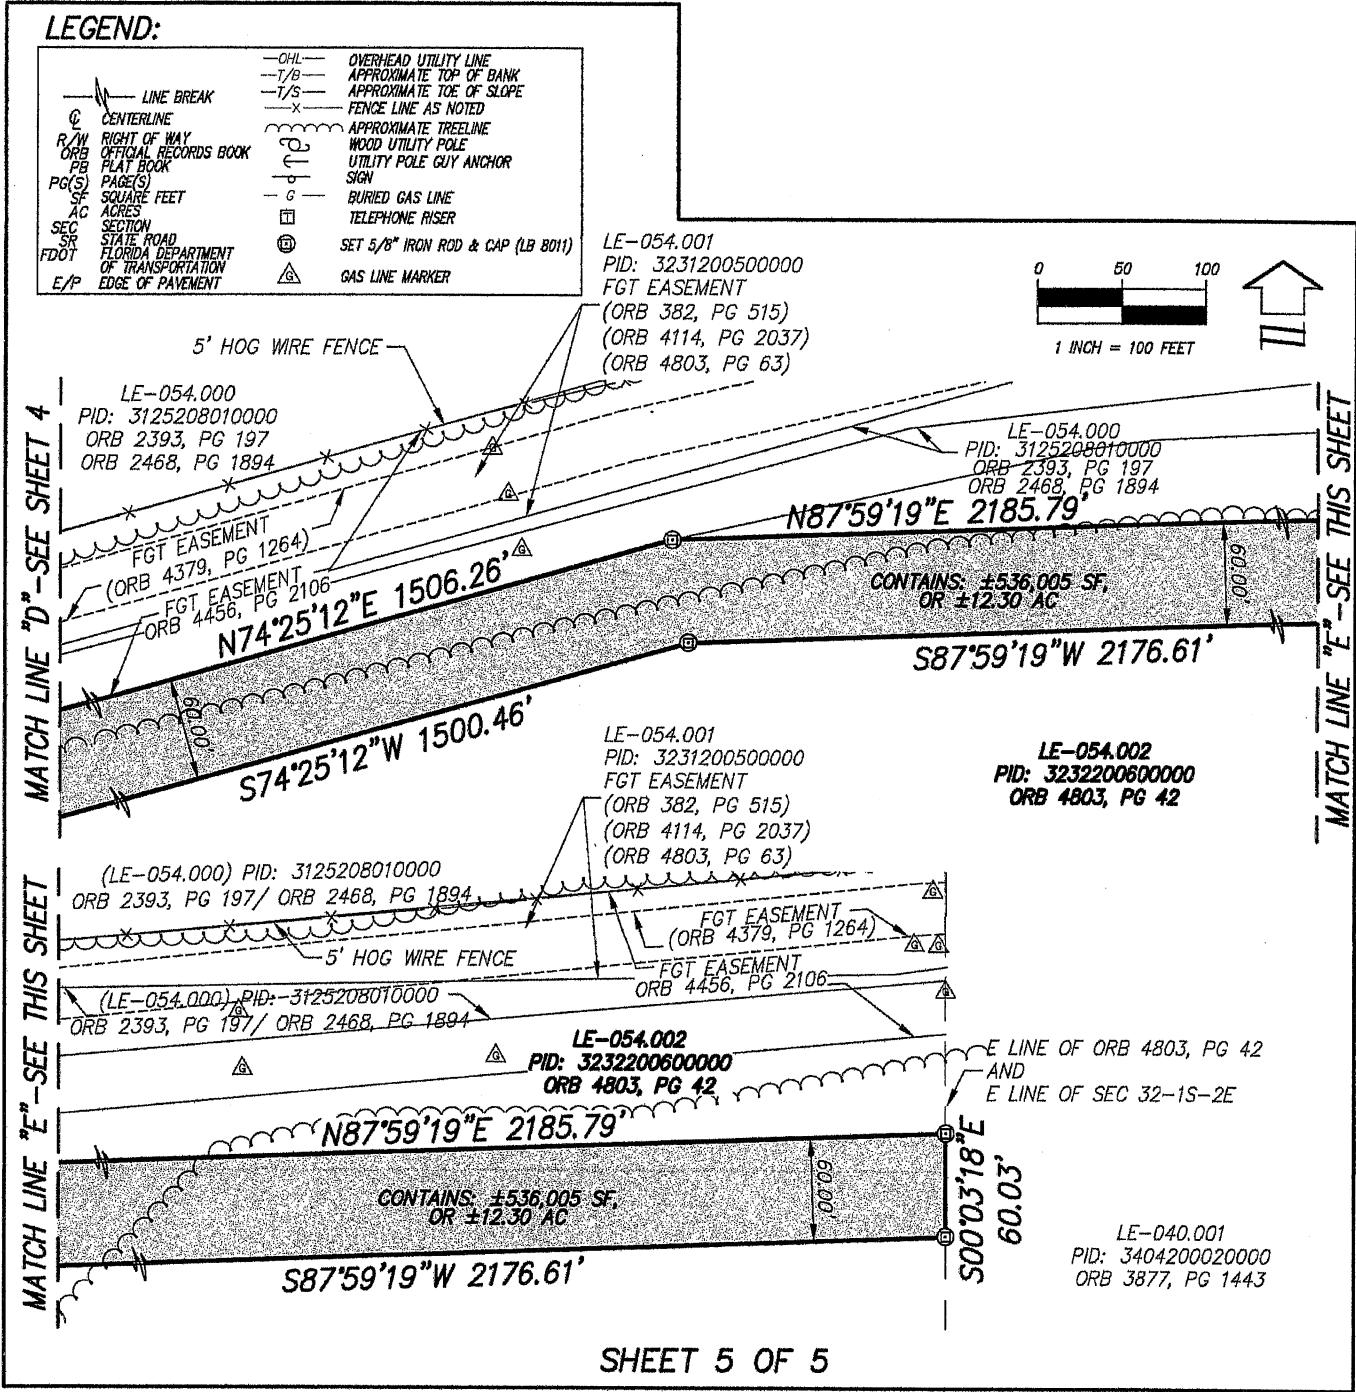 LEGEND:
LINE BREAK
℄ CENTERLINE
R/W RIGHT OF WAY
ORB OFFICIAL RECORDS BOOK
PB PLAT BOOK
PG(S) PAGE(S)
SF SQUARE FEET
AC ACRES
SEC SECTION
SR STATE ROAD
FDOT FLORIDA DEPARTMENT
OF TRANSPORTATION
E/P EDGE OF PAVEMENT
OHL OVERHEAD UTILITY LINE
T/B APPROXIMATE TOP OF BANK
T/S APPROXIMATE TOE OF SLOPE
X FENCE LINE AS NOTED
APPROXIMATE TREELINE
WOOD UTILITY POLE
UTILITY POLE GUY ANCHOR
SIGN
G BURIED GAS LINE
T TELEPHONE RISER
SET 5/8" IRON ROD & CAP (LB 8011)
G GAS LINE MARKER
LE-054.001
PID: 3231200500000
FGT EASEMENT
(ORB 382, PG 515)
(ORB 4114, PG 2037)
(ORB 4803, PG 63)
0 50 100
1 INCH = 100 FEET
5' HOG WIRE FENCE
LE-054.000
PID: 3125208010000
ORB 2393, PG 197
ORB 2468, PG 1894
LE-054.000
PID: 3125208010000
ORB 2393, PG 197
ORB 2468, PG 1894
MATCH LINE "D"-SEE SHEET 4
MATCH LINE "E"-SEE THIS SHEET
FGT EASEMENT
(ORB 4379, PG 1264)
FGT EASEMENT
ORB 4456, PG 2106
N74°25'12"E 1506.26'
N87°59'19"E 2185.79'
CONTAINS: ±536,005 SF,
OR ±12.30 AC
60.00'
60.00'
S87°59'19"W 2176.61'
S74°25'12"W 1500.46'
LE-054.001
PID: 3231200500000
FGT EASEMENT
(ORB 382, PG 515)
(ORB 4114, PG 2037)
(ORB 4803, PG 63)
LE-054.002
PID: 3232200600000
ORB 4803, PG 42
(LE-054.000) PID: 3125208010000
ORB 2393, PG 197/ ORB 2468, PG 1894
5' HOG WIRE FENCE
FGT EASEMENT
(ORB 4379, PG 1264)
FGT EASEMENT
ORB 4456, PG 2106
(LE-054.000) PID: 3125208010000
ORB 2393, PG 197/ ORB 2468, PG 1894
LE-054.002
PID: 3232200600000
ORB 4803, PG 42
E LINE OF ORB 4803, PG 42
AND
E LINE OF SEC 32-1S-2E
MATCH LINE "E"-SEE THIS SHEET
N87°59'19"E 2185.79'
CONTAINS: ±536,005 SF,
OR ±12.30 AC
60.00'
S00°03'18"E
60.03'
S87°59'19"W 2176.61'
LE-040.001
PID: 3404200020000
ORB 3877, PG 1443
SHEET 5 OF 5